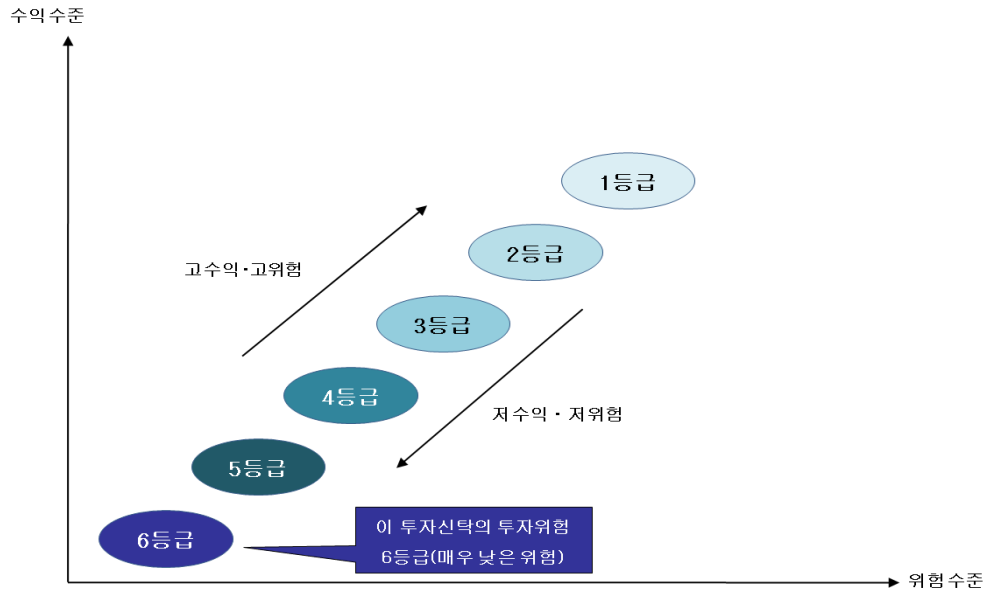 수익수준
1등급
2등급
고수익·고위험
3등급
4등급
저수익 · 저위험
5등급
이 투자신탁의 투자위험
6등급(매우 낮은 위험)
6등급
위험수준